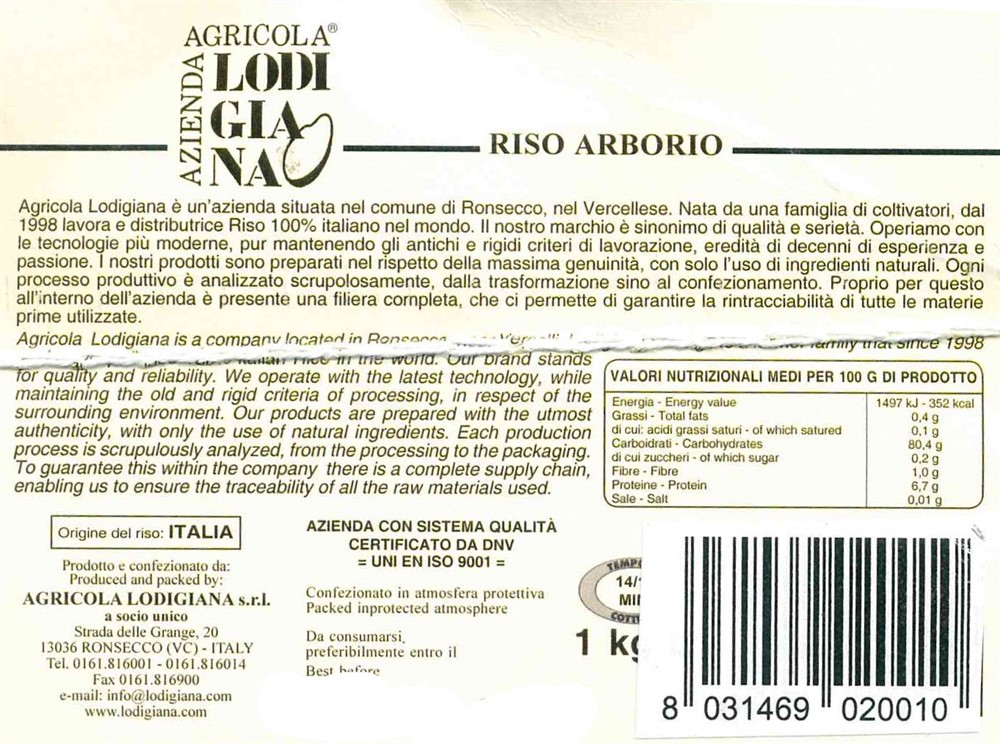 AZIENDA
AGRICOLA®
LODI
GIA
NA
RISO ARBORIO
Agricola Lodigiana è un'azienda situata nel comune di Ronsecco, nel Vercellese. Nata da una famiglia di coltivatori, dal
1998 lavora e distributrice Riso 100% italiano nel mondo. Il nostro marchio è sinonimo di qualità e serietà. Operiamo con
le tecnologie più moderne, pur mantenendo gli antichi e rigidi criteri di lavorazione, eredità di decenni di esperienza e
passione. I nostri prodotti sono preparati nel rispetto della massima genuinità, con solo l'uso di ingredienti naturali. Ogni
processo produttivo è analizzato scrupolosamente, dalla trasformazione sino al confezionamento. Proprio per questo
all'interno dell'azienda è presente una filiera completa, che ci permette di garantire la rintracciabilità di tutte le materie
prime utilizzate.
Agricola Lodigiana is a company located in Ronsecco family that since 1998
in the world. Our brand stands
for quality and reliability. We operate with the latest technology, while
maintaining the old and rigid criteria of processing, in respect of the
surrounding environment. Our products are prepared with the utmost
authenticity, with only the use of natural ingredients. Each production
process is scrupulously analyzed, from the processing to the packaging.
To guarantee this within the company there is a complete supply chain,
enabling us to ensure the traceability of all the raw materials used.
VALORI NUTRIZIONALI MEDI PER 100 G DI PRODOTTO
Energia - Energy value 1497 kJ - 352 kcal
Grassi - Total fats 0,4 g
di cui: acidi grassi saturi - of which satured 0,1 g
Carboidrati - Carbohydrates 80,4 g
di cui zuccheri - of which sugar 0,2 g
Fibre - Fibre 1,0 g
Proteine - Protein 6,7 g
Sale - Salt 0,01 g
Origine del riso: ITALIA
Prodotto e confezionato da:
Produced and packed by:
AGRICOLA LODIGIANA s.r.l.
a socio unico
Strada delle Grange, 20
13036 RONSECCO (VC) - ITALY
Tel. 0161.816001 - 0161.816014
Fax 0161.816900
e-mail: info@lodigiana.com
www.lodigiana.com
AZIENDA CON SISTEMA QUALITÀ
CERTIFICATO DA DNV
= UNI EN ISO 9001 =
Confezionato in atmosfera protettiva
Packed inprotected atmosphere
Da consumarsi,
preferibilmente entro il
Best before
TEMP
14/
MI
COTT
1 kg
8 031469 020010